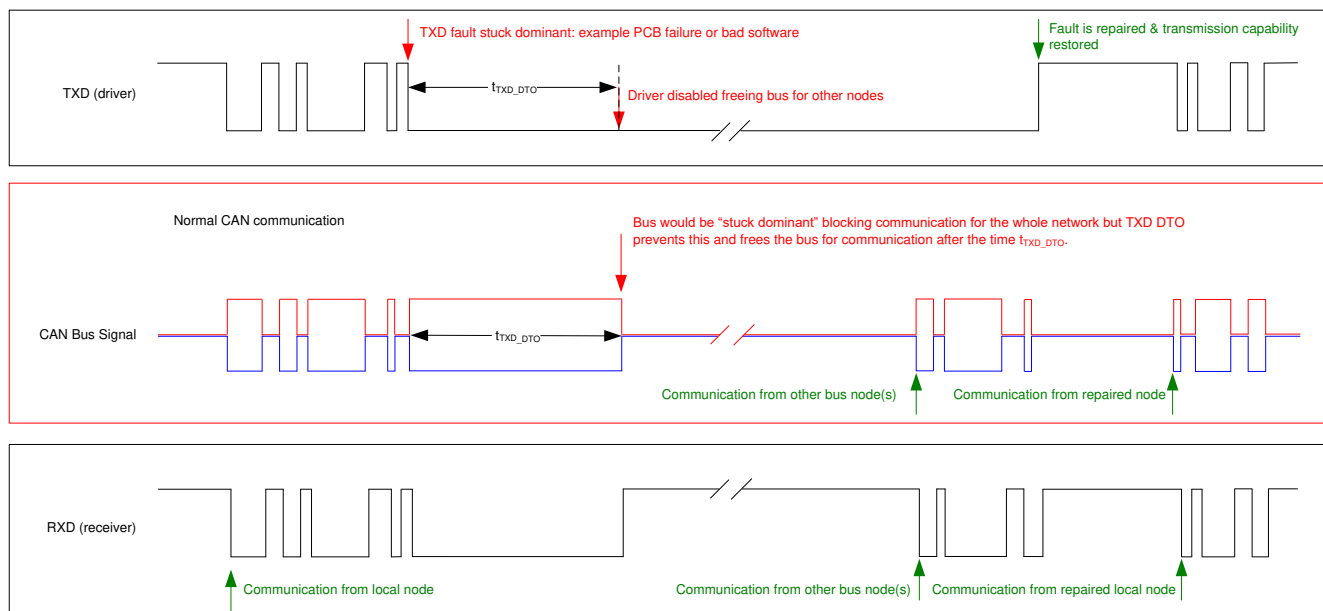 TXD fault stuck dominant: example PCB failure or bad software
Fault is repaired & transmission capability
restored
TXD (driver)
tTXD_DTO
Driver disabled freeing bus for other nodes
Normal CAN communication
Bus would be “stuck dominant” blocking communication for the whole network but TXD DTO
prevents this and frees the bus for communication after the time tTXD_DTO.
CAN Bus Signal
tTXD_DTO
Communication from other bus node(s)
Communication from repaired node
RXD (receiver)
Communication from local node
Communication from other bus node(s)
Communication from repaired local node